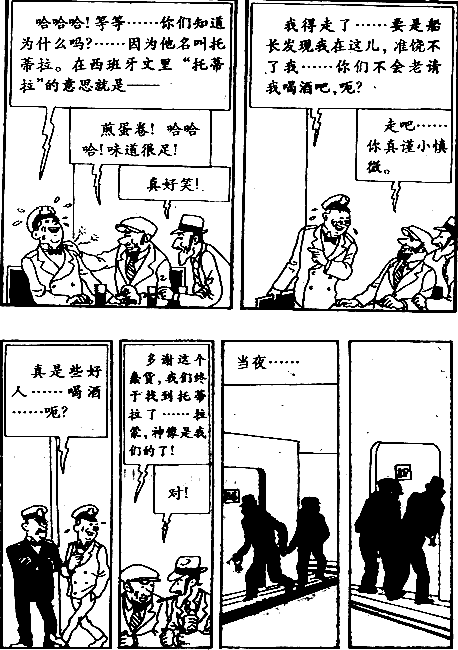 哈哈哈！等等……你们知道
为什么吗？……因为他名叫托
蒂拉。在西班牙文里“托蒂
拉”的意思就是——
煎蛋卷！哈哈
哈！味道很足！
真好笑！
我得走了……要是船
长发现我在这儿，准饶不
了我……你们不会老请
我喝酒吧，呃？
走吧……
你真谨小慎
微。
真是些好
人……喝酒
……呃？
多谢这个
蠢货，我们终
于找到托蒂
拉了……拉
蒙，神像是我
们的了！
对！
当夜……